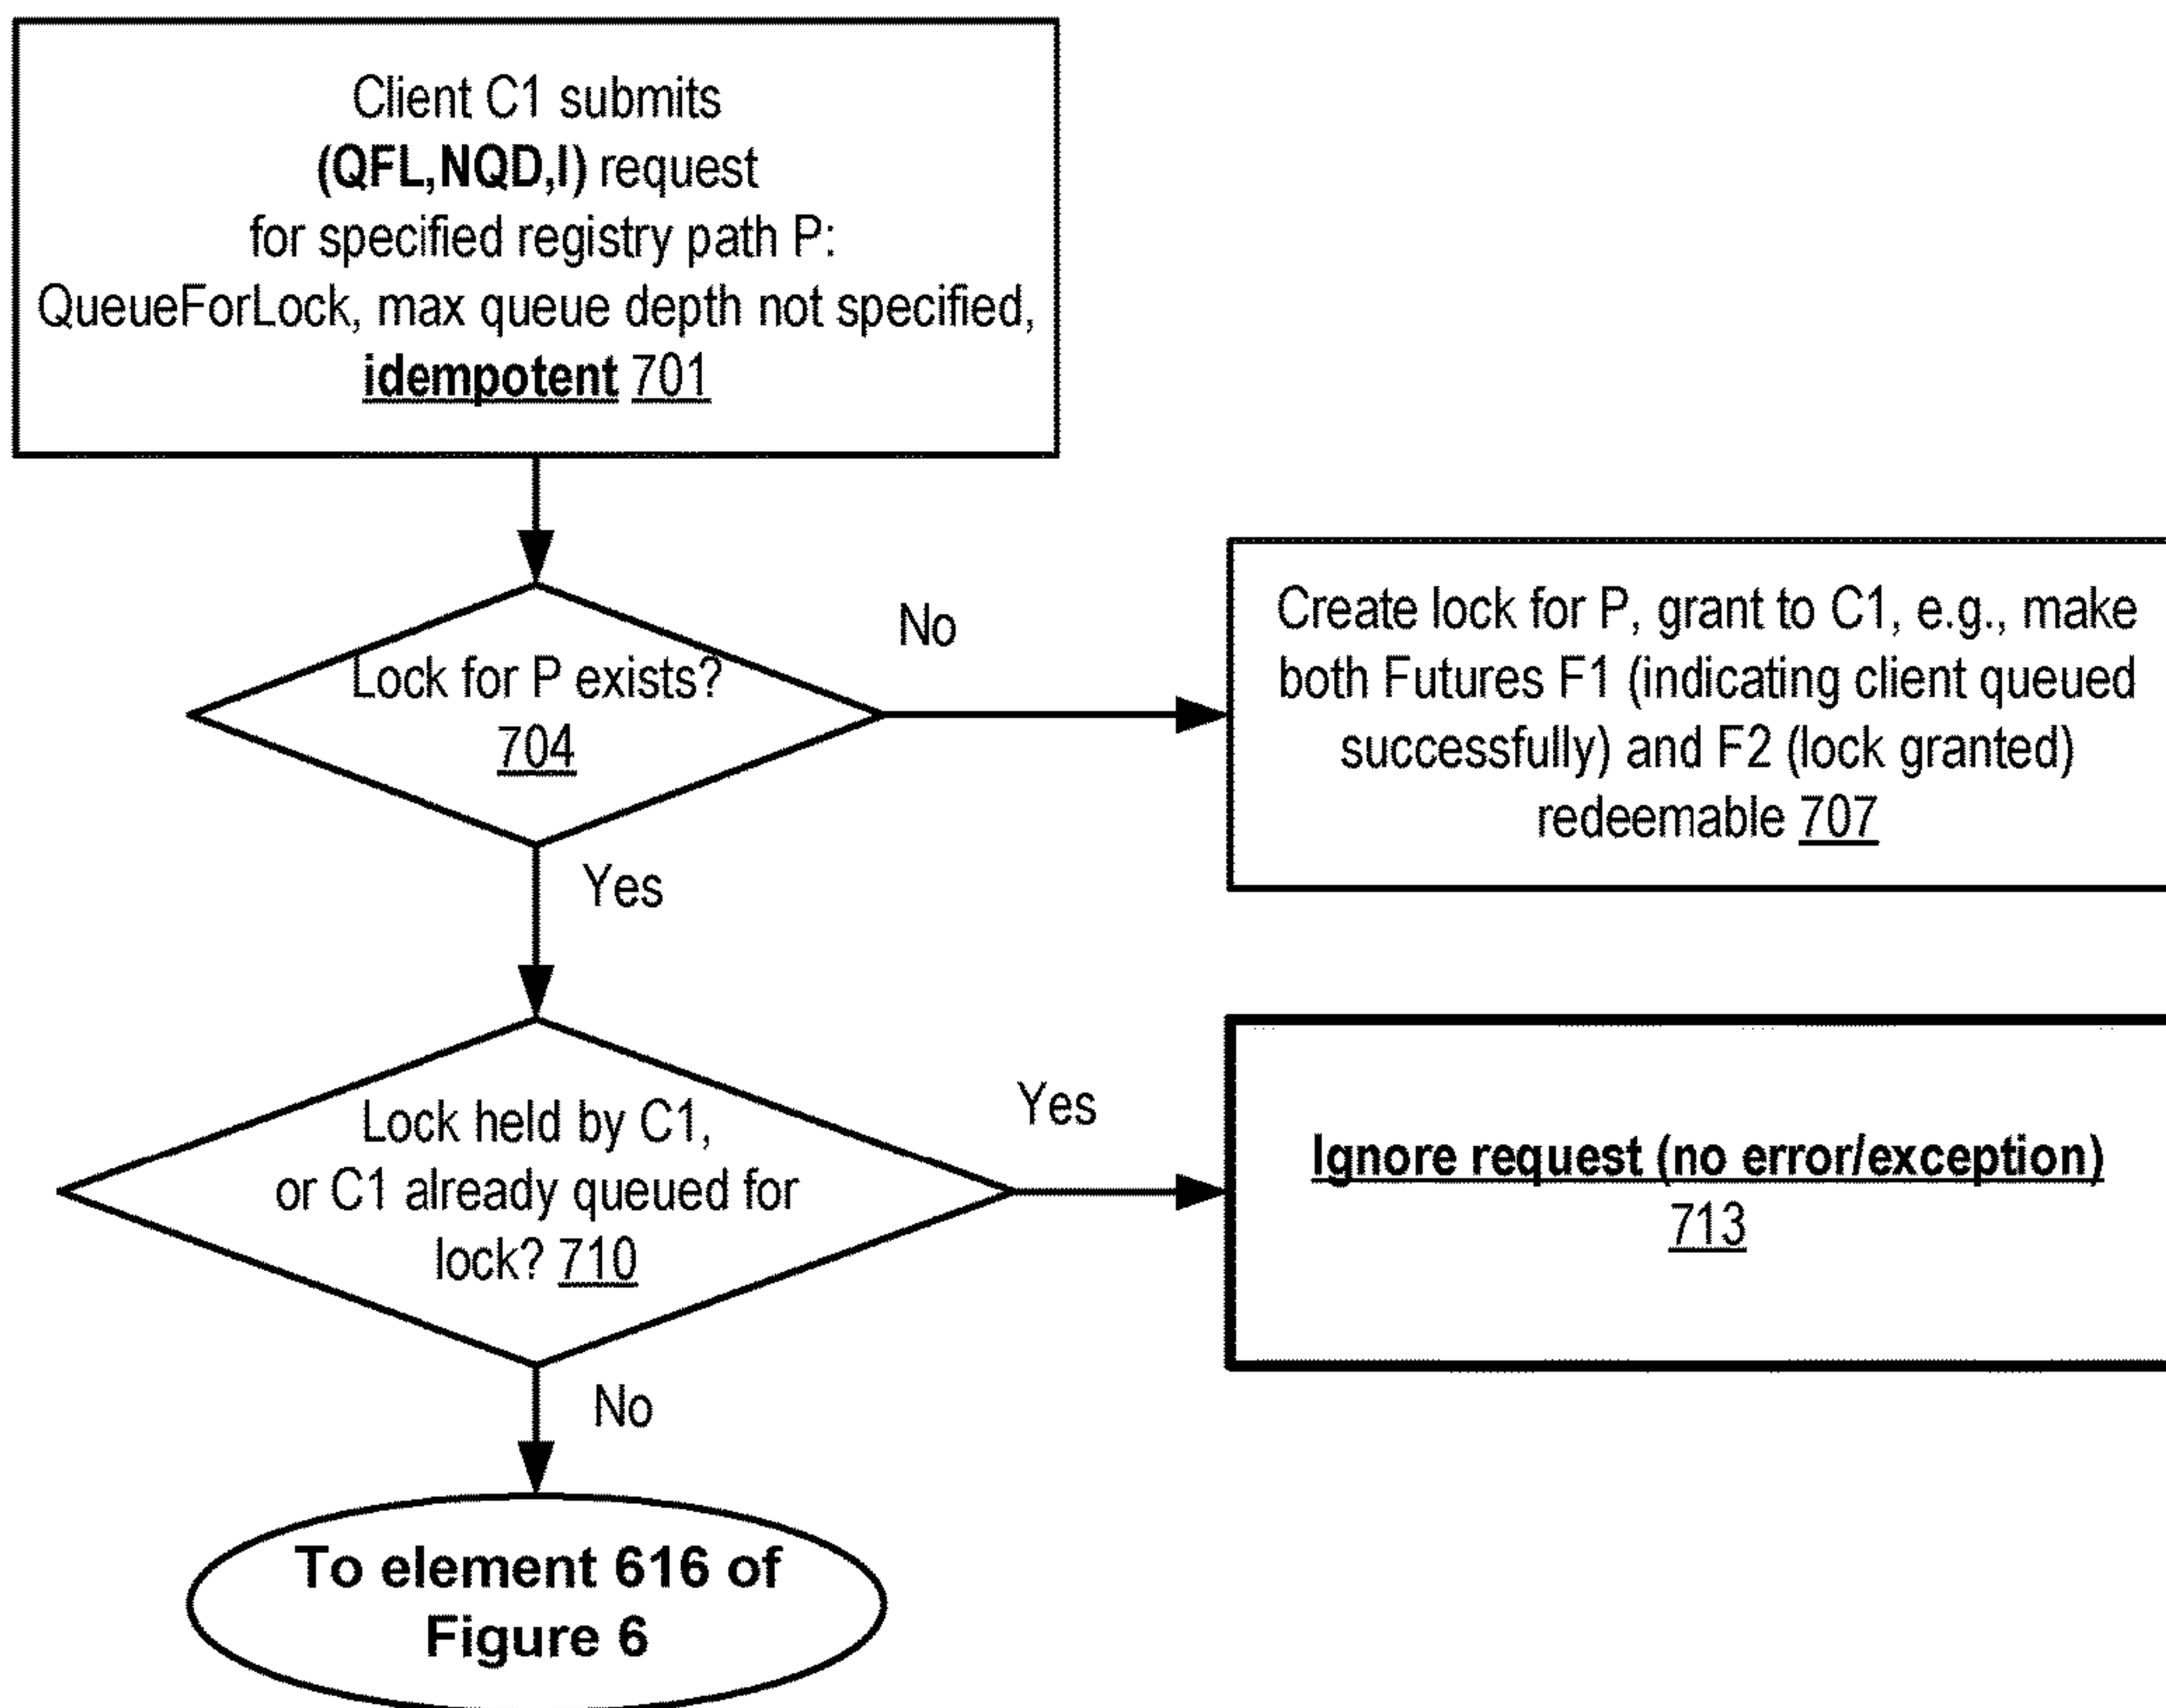 Client C1 submits
(QFL,NQD,I) request
for specified registry path P:
QueueForLock, max queue depth not specified,
idempotent 701
Lock for P exists?
704
No
Create lock for P, grant to C1, e.g., make
both Futures F1 (indicating client queued
successfully) and F2 (lock granted)
redeemable 707
Yes
Lock held by C1,
or C1 already queued for
lock? 710
Yes
Ignore request (no error/exception)
713
No
To element 616 of
Figure 6